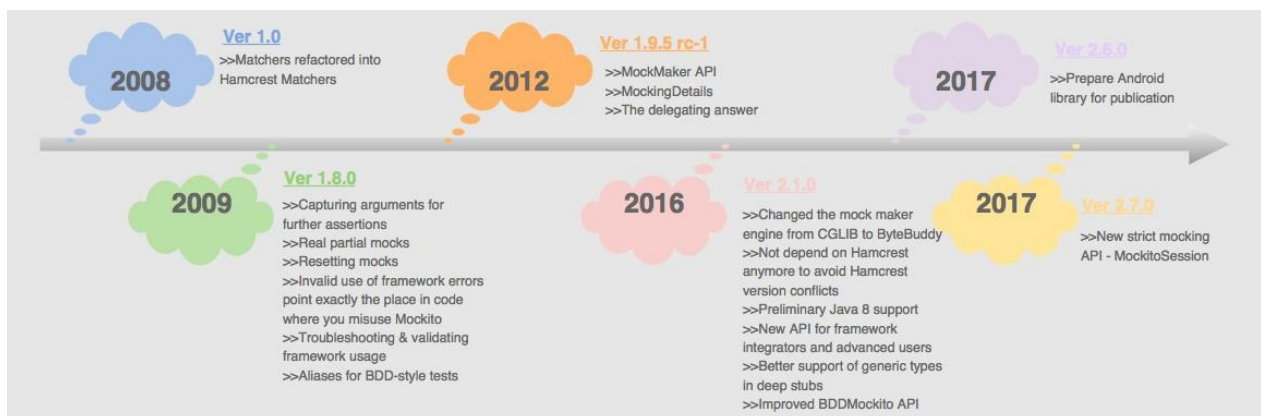 2008
Ver 1.0
>>Matchers refactored into
Hamcrest Matchers
2012
Ver 1.9.5 rc-1
>>MockMaker API
>>MockingDetails
>>The delegating answer
2017
Ver 2.6.0
>>Prepare Android
library for publication
2009
Ver 1.8.0
>>Capturing arguments for
further assertions
>>Real partial mocks
>>Resetting mocks
>>Invalid use of framework errors
point exactly the place in code
where you misuse Mockito
>>Troubleshooting & validating
framework usage
>>Aliases for BDD-style tests
2016
Ver 2.1.0
>>Changed the mock maker
engine from CGLIB to ByteBuddy
>>Not depend on Hamcrest
anymore to avoid Hamcrest
version conflicts
>>Preliminary Java 8 support
>>New API for framework
integrators and advanced users
>>Better support of generic types
in deep stubs
>>Improved BDDMockito API
2017
Ver 2.7.0
>>New strict mocking
API - MockitoSession